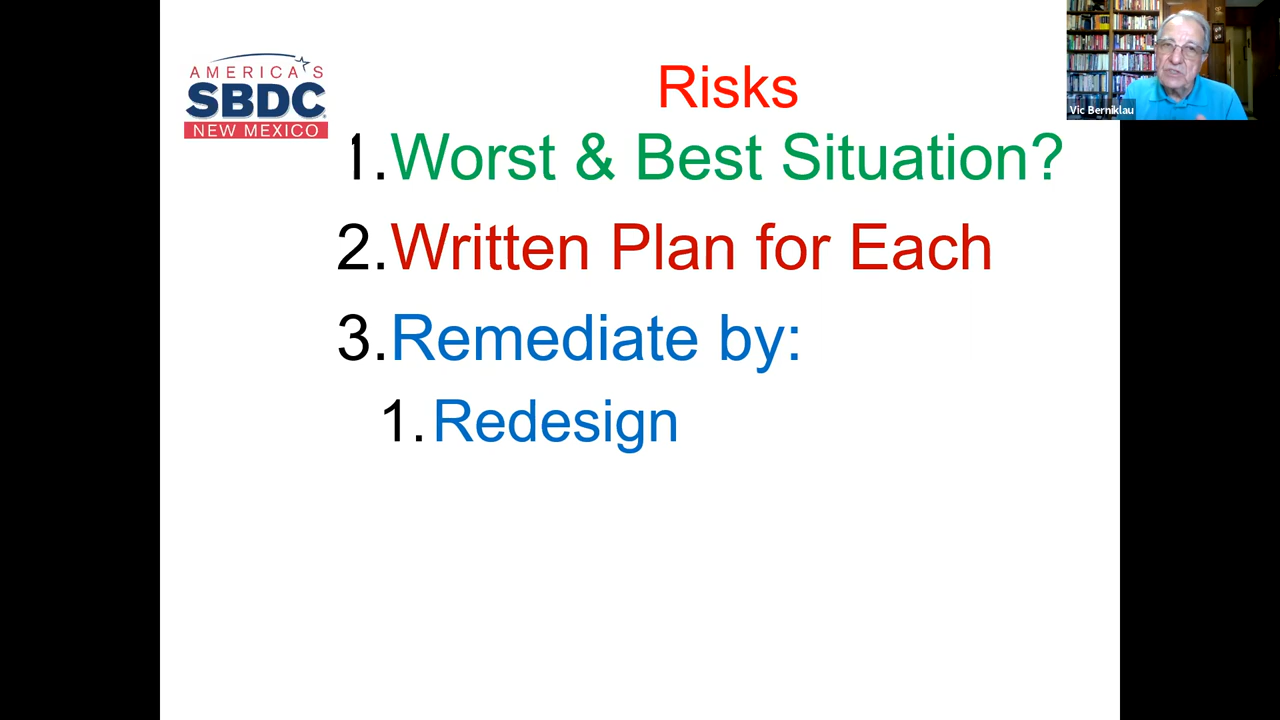 AMERICA'S
SBDC
NEW MEXICO
Risks
Vic Berniklau
1.Worst & Best Situation?
2.Written Plan for Each
3.Remediate by:
1.Redesign